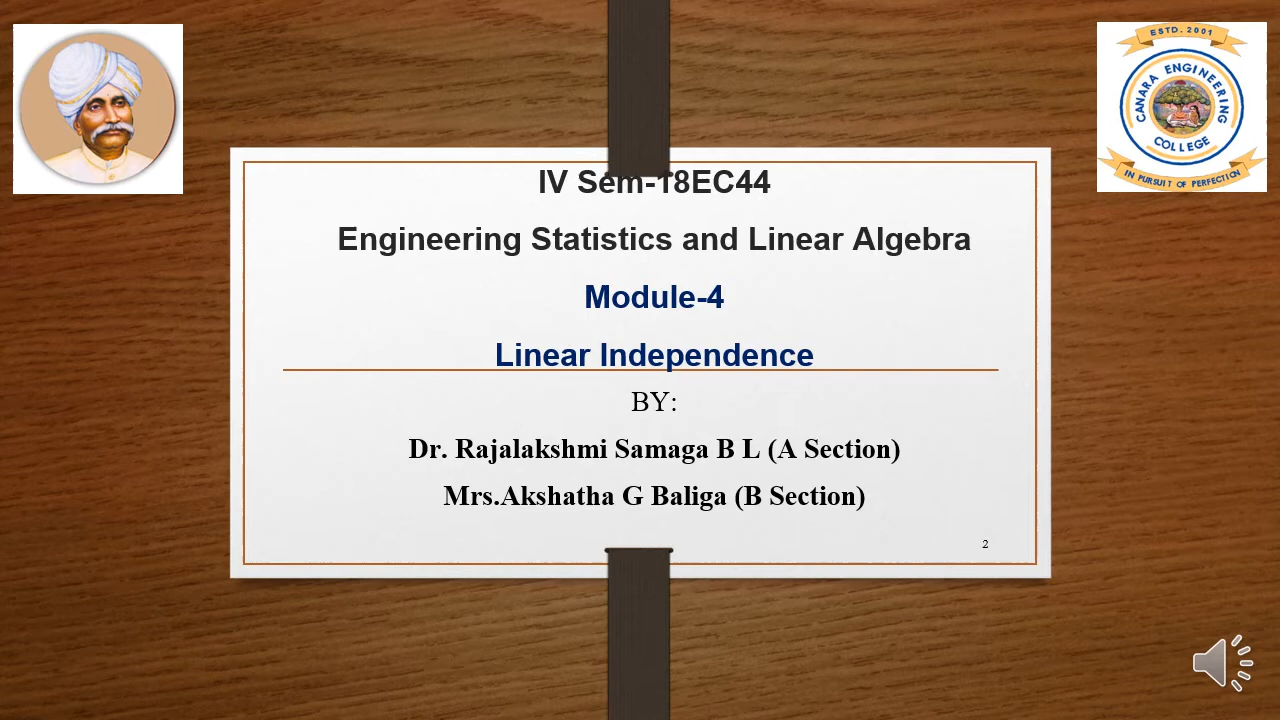 ESTD. 2001
CANARA ENGINEERING
COLLEGE
IN PURSUIT OF PERFECTION
IV Sem-18EC44
Engineering Statistics and Linear Algebra
Module-4
Linear Independence
BY:
Dr. Rajalakshmi Samaga B L (A Section)
Mrs.Akshatha G Baliga (B Section)
2